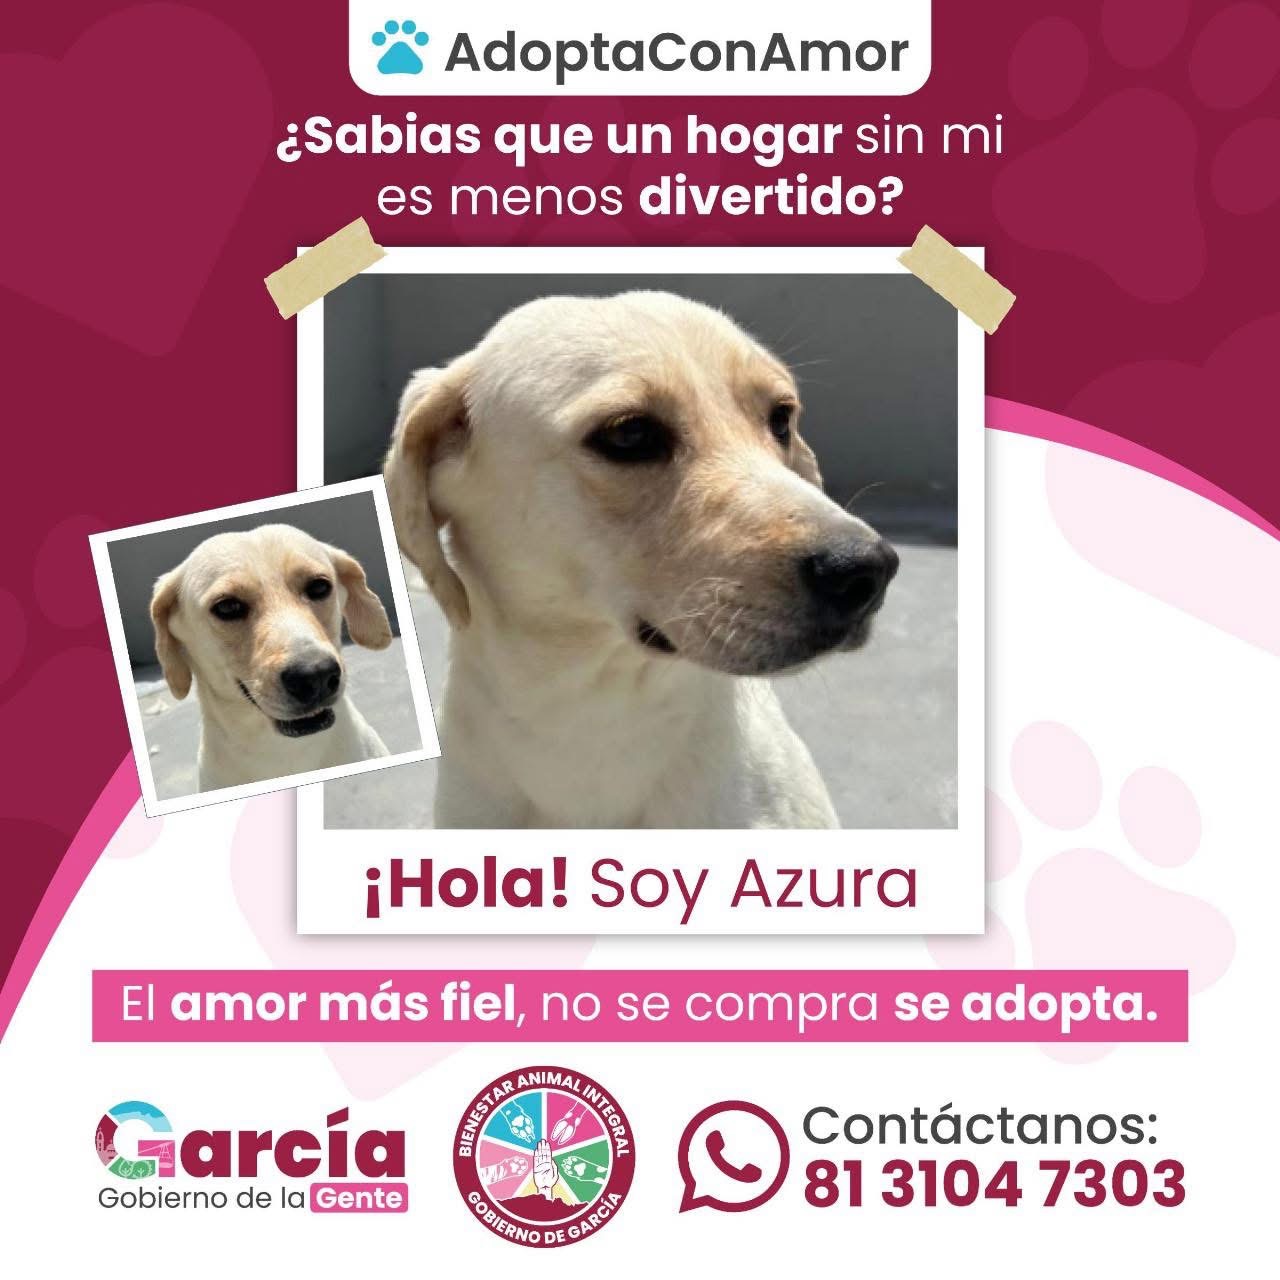 AdoptaConAmor
¿Sabias que un hogar sin mi
es menos divertido?
¡Hola! Soy Azura
El amor más fiel, no se compra se adopta.
García
Gobierno de la Gente
BIENESTAR ANIMAL INTEGRAL
GOBIERNO DE GARCÍA
Contáctanos:
81 3104 7303